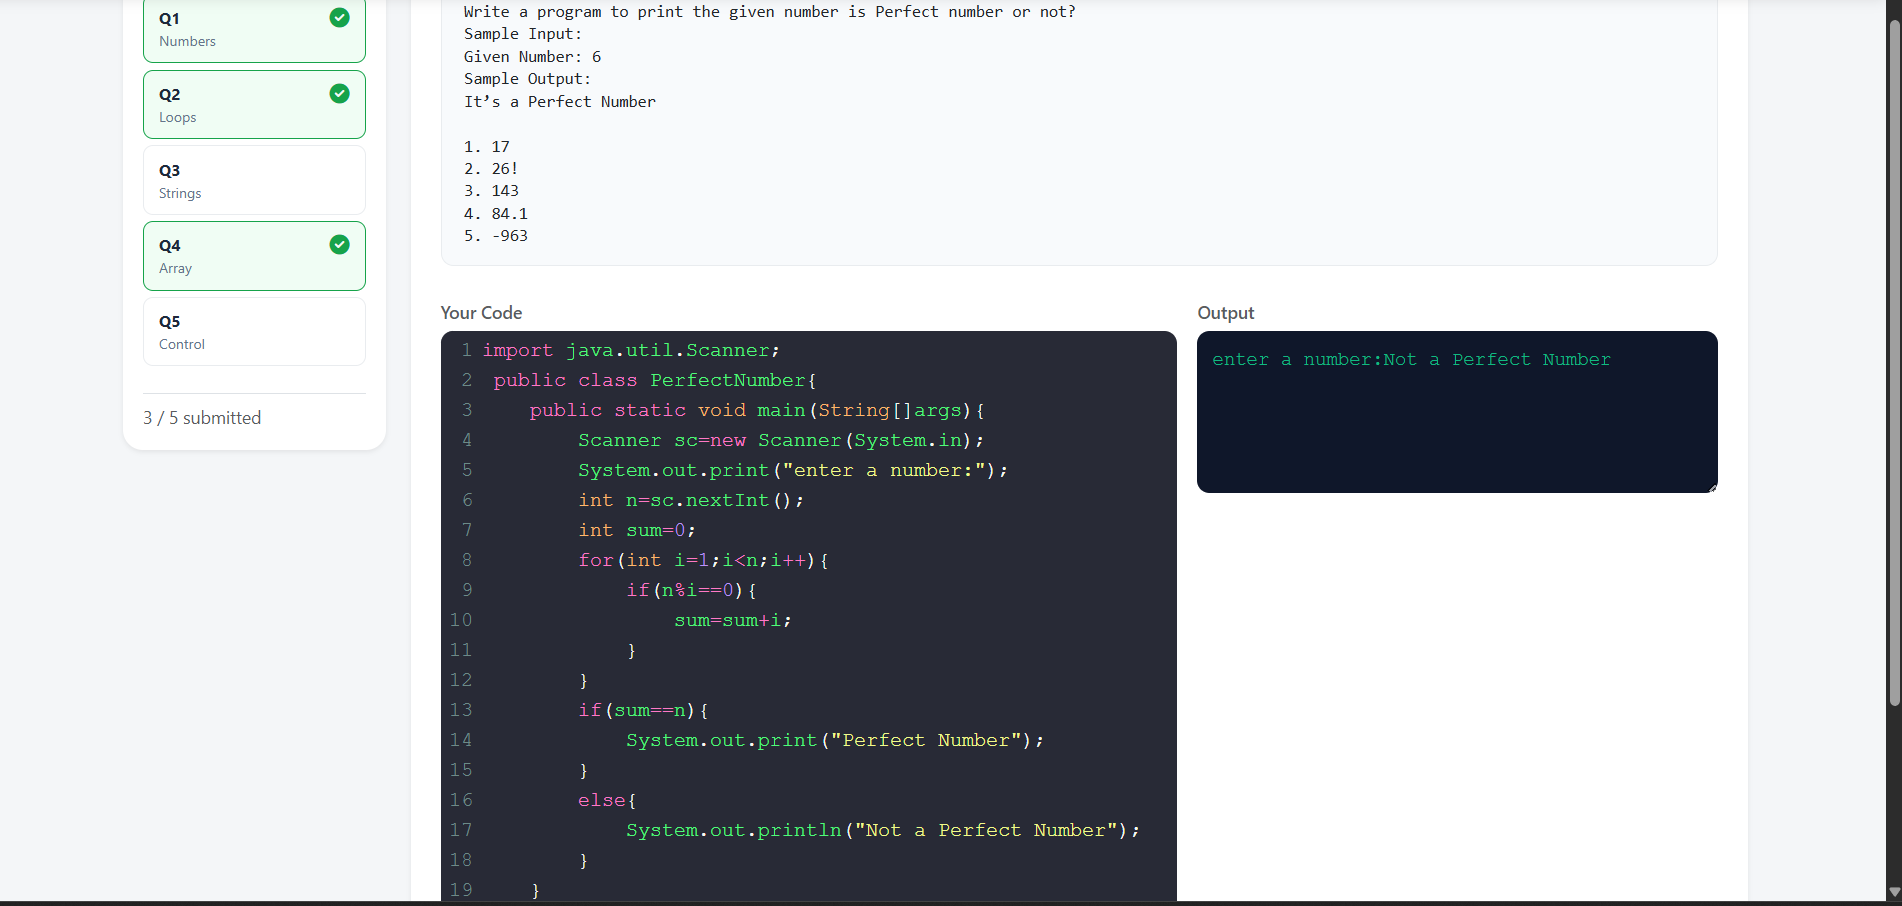 Q1
Numbers
Q2
Loops
Q3
Strings
Q4
Array
Q5
Control
3 / 5 submitted
Write a program to print the given number is Perfect number or not?
Sample Input:
Given Number: 6
Sample Output:
It’s a Perfect Number
1. 17
2. 26!
3. 143
4. 84.1
5. -963
Your Code
1 import java.util.Scanner;
2 public class PerfectNumber{
3 public static void main(String[]args){
4 Scanner sc=new Scanner(System.in);
5 System.out.print("enter a number:");
6 int n=sc.nextInt();
7 int sum=0;
8 for(int i=1;i<n;i++){
9 if(n%i==0){
10 sum=sum+i;
11 }
12 }
13 if(sum==n){
14 System.out.print("Perfect Number");
15 }
16 else{
17 System.out.println("Not a Perfect Number");
18 }
19 }
Output
enter a number:Not a Perfect Number